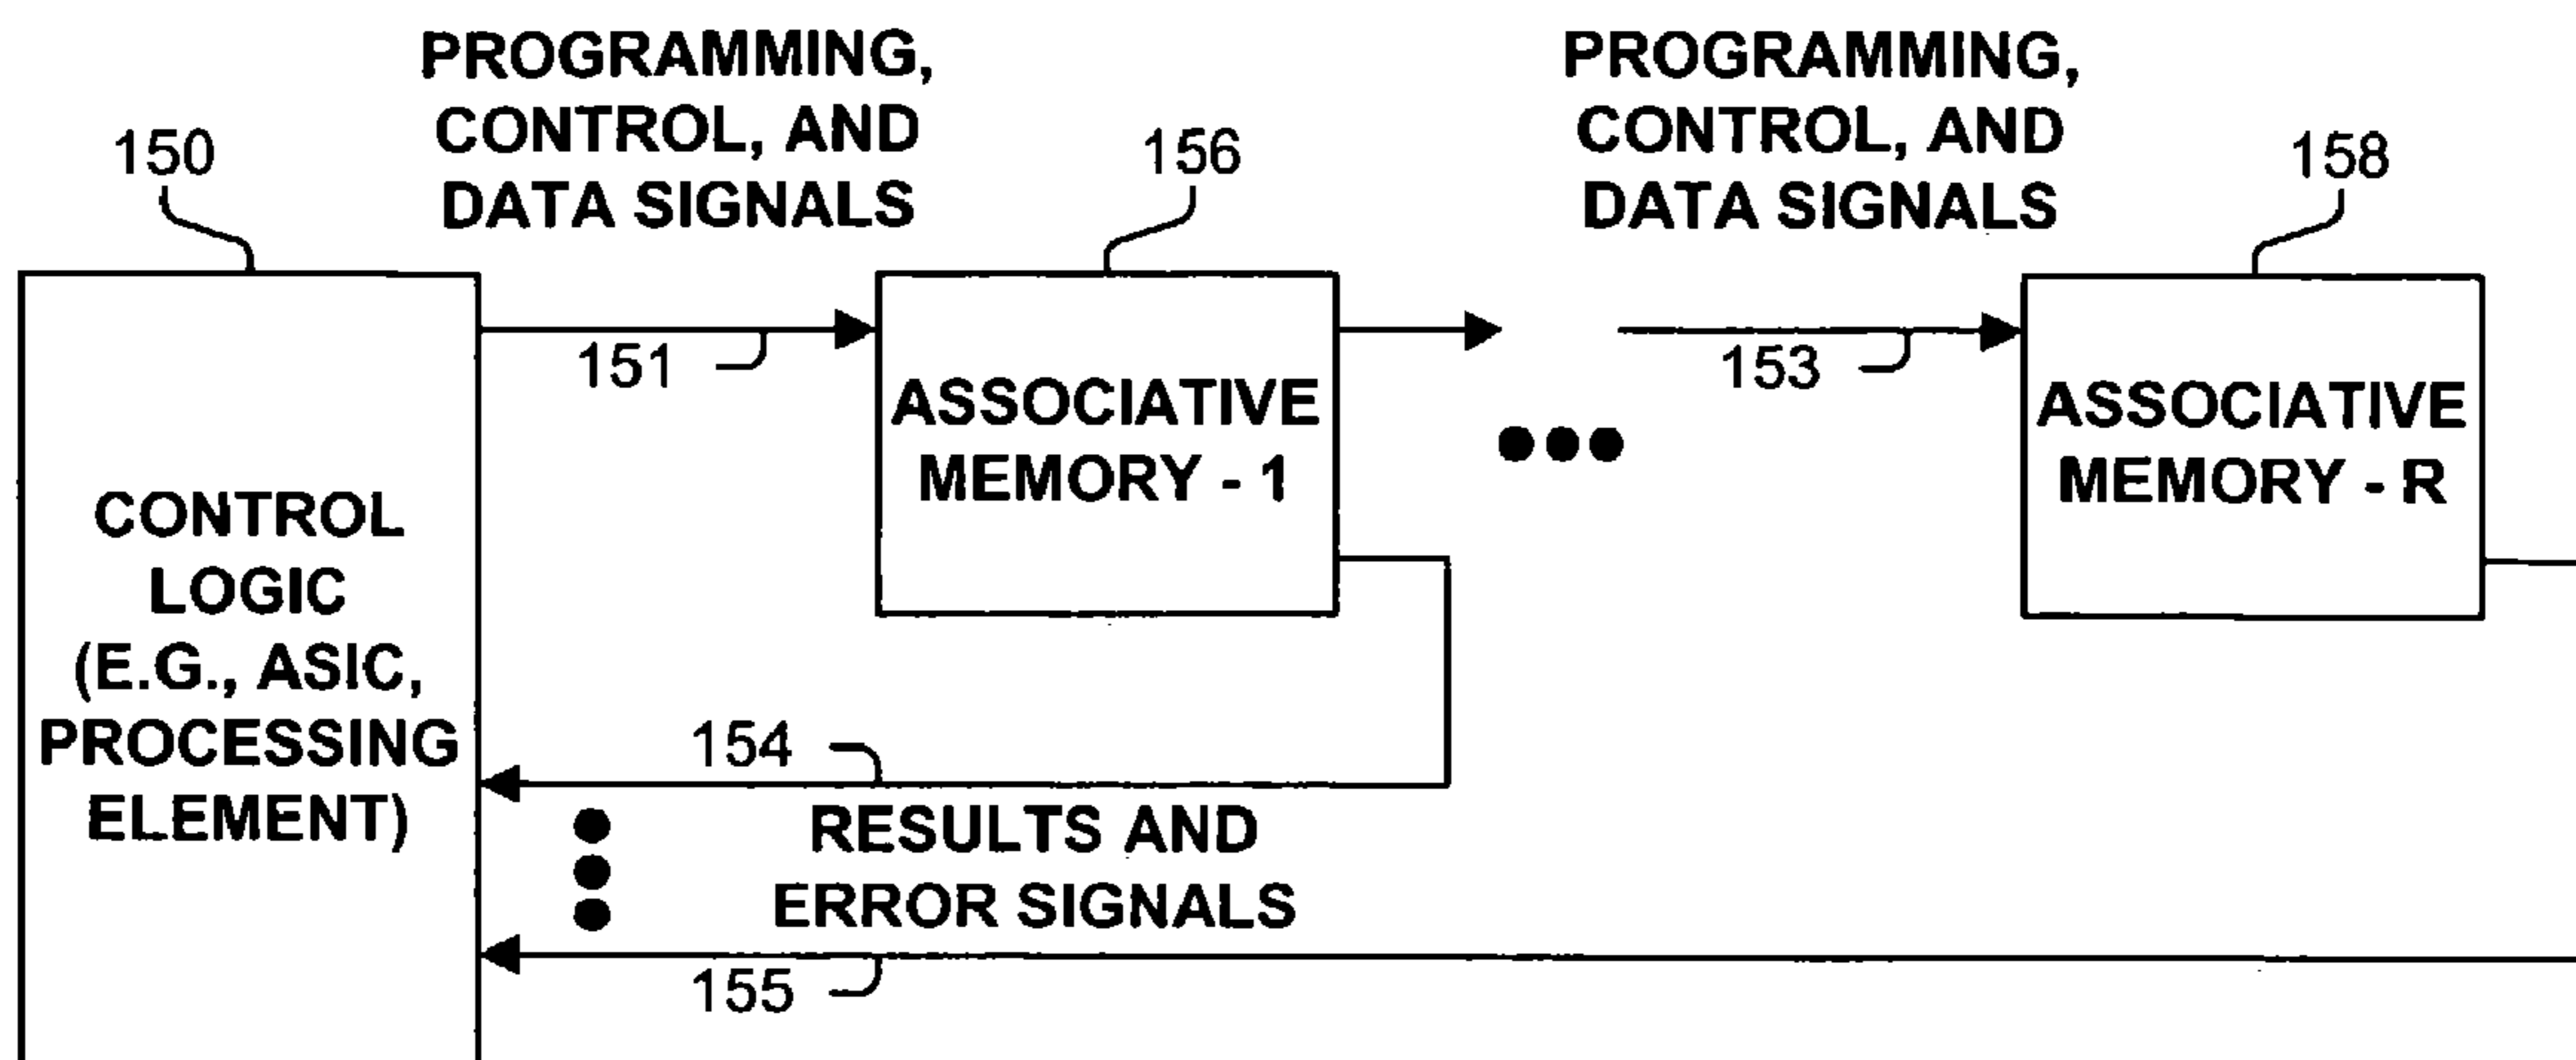 PROGRAMMING,
CONTROL, AND
DATA SIGNALS
PROGRAMMING,
CONTROL, AND
DATA SIGNALS
150
156
158
151
153
ASSOCIATIVE
MEMORY - 1
ASSOCIATIVE
MEMORY - R
CONTROL
LOGIC
(E.G., ASIC,
PROCESSING
ELEMENT)
154
RESULTS AND
ERROR SIGNALS
155